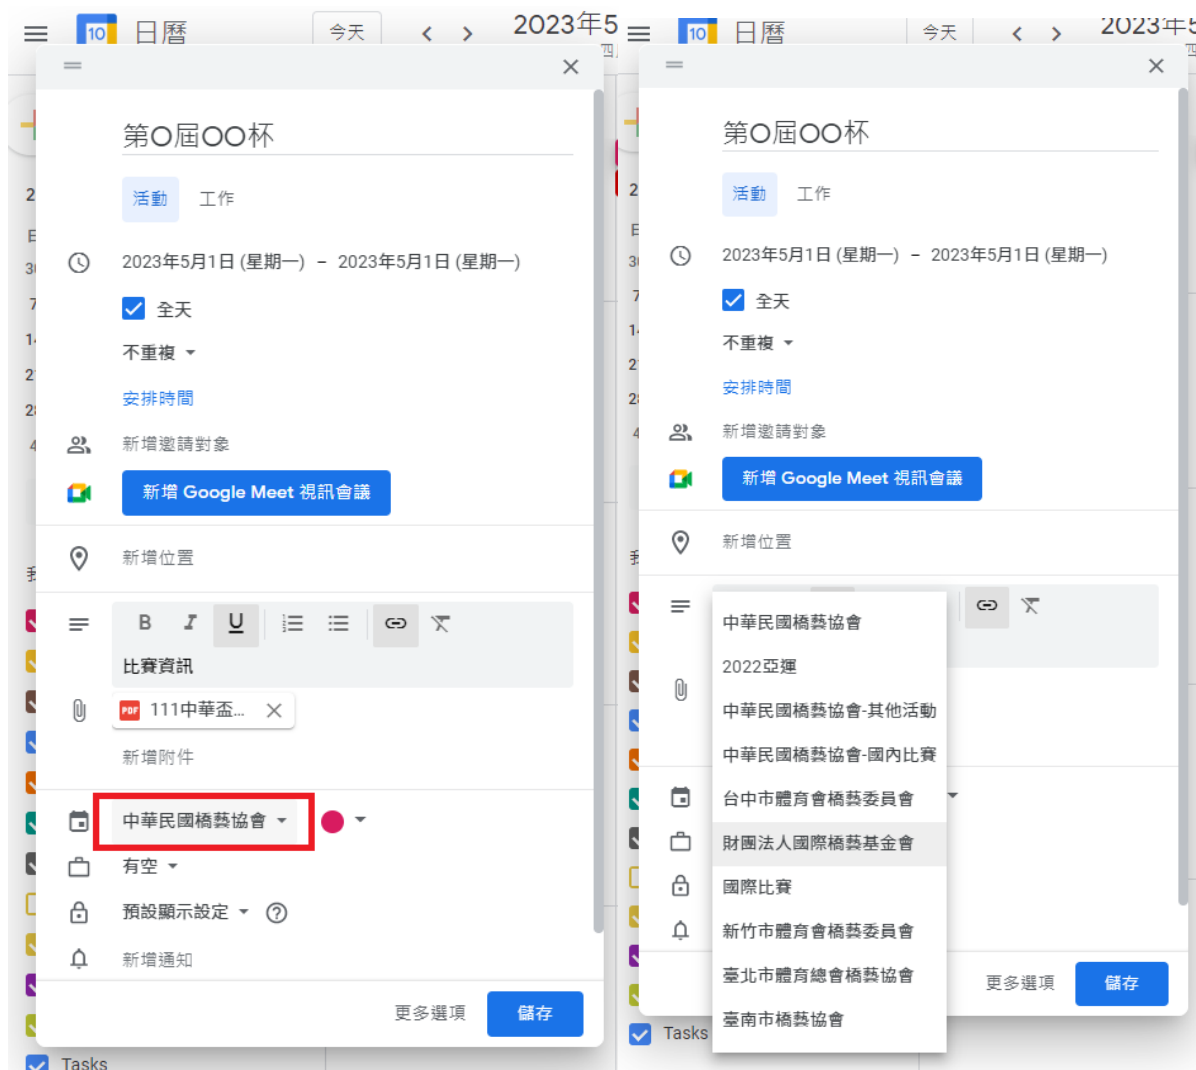 10 日曆 今天 2023年5
四
第O屆OO杯
活動 工作
2023年5月1日 (星期一) – 2023年5月1日 (星期一)
全天
不重複
安排時間
新增邀請對象
新增 Google Meet 視訊會議
新增位置
B I U
比賽資訊
PDF 111中華盃...
新增附件
中華民國橋藝協會
有空
預設顯示設定
新增通知
更多選項 儲存
Tasks
2
日
7
14
21
28
4
我
10 日曆 今天 2023年5
四
第O屆OO杯
活動 工作
2023年5月1日 (星期一) – 2023年5月1日 (星期一)
全天
不重複
安排時間
新增邀請對象
新增 Google Meet 視訊會議
新增位置
中華民國橋藝協會
2022亞運
中華民國橋藝協會-其他活動
中華民國橋藝協會-國內比賽
台中市體育會橋藝委員會
財團法人國際橋藝基金會
國際比賽
新竹市體育會橋藝委員會
臺北市體育總會橋藝協會
臺南市橋藝協會
更多選項 儲存
Tasks